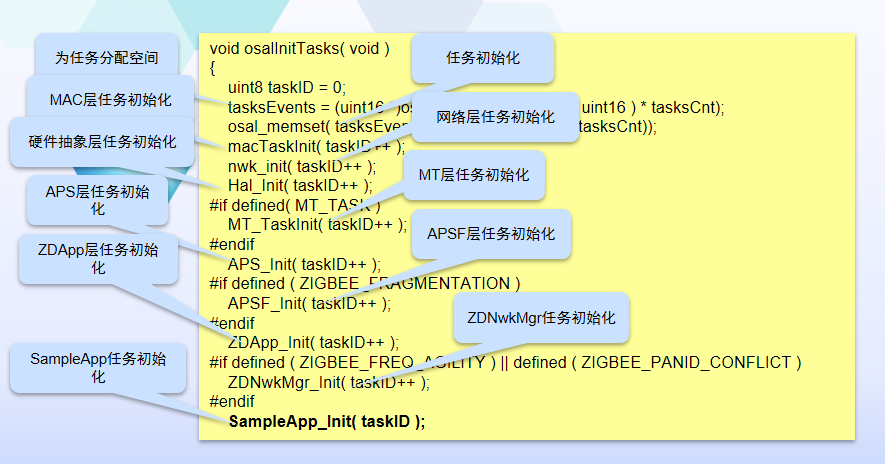 为任务分配空间
MAC层任务初始化
硬件抽象层任务初始化
APS层任务初始
化
ZDApp层任务初始
化
SampleApp任务初始
化
任务初始化
网络层任务初始化
MT层任务初始化
APSF层任务初始化
ZDNwkMgr任务初始化
void osalInitTasks( void )
{
uint8 taskID = 0;
tasksEvents = (uint16 uint16 ) * tasksCnt);
osal_memset( tasksCnt));
macTaskInit( taskID++ );
nwk_init( taskID++ );
Hal_Init( taskID++ );
#if defined( MT_TASK )
MT_TaskInit( taskID++ );
#endif
APS_Init( taskID++ );
#if defined ( ZIGBEE_FRAGMENTATION )
APSF_Init( taskID++ );
#endif
ZDApp_Init( taskID++ );
#if defined ( ZIGBEE_FREQ_AGILITY ) || defined ( ZIGBEE_PANID_CONFLICT )
ZDNwkMgr_Init( taskID++ );
#endif
SampleApp_Init( taskID );